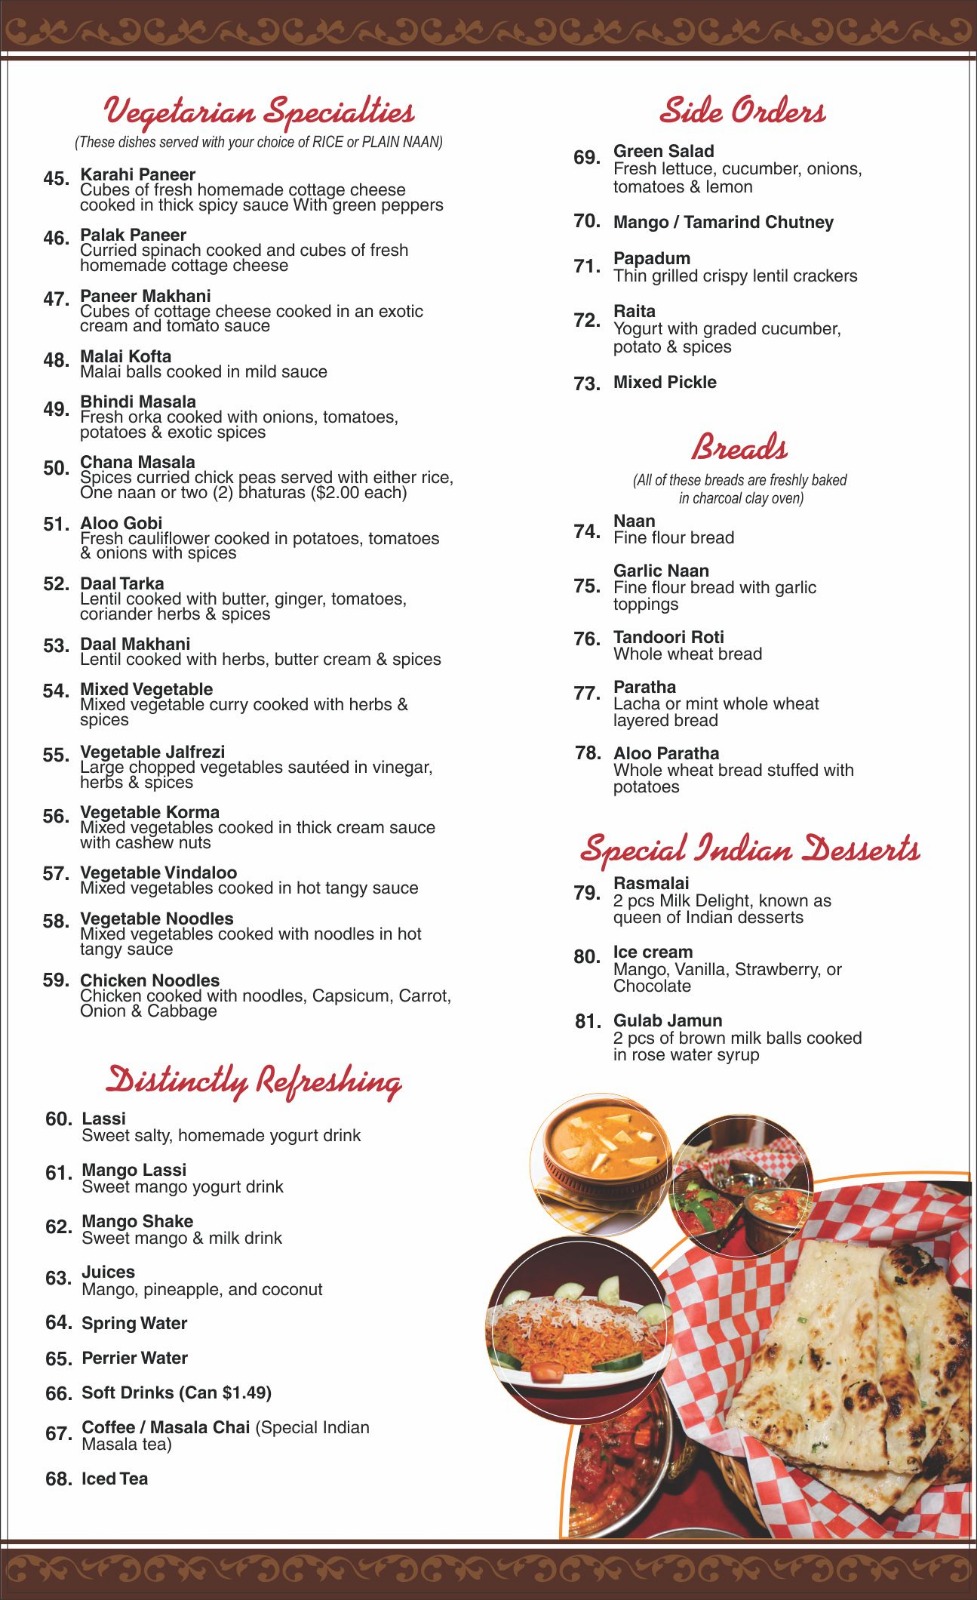 Vegetarian Specialties
(These dishes served with your choice of RICE or PLAIN NAAN)
45. Karahi Paneer
Cubes of fresh homemade cottage cheese
cooked in thick spicy sauce With green peppers
46. Palak Paneer
Curried spinach cooked and cubes of fresh
homemade cottage cheese
47. Paneer Makhani
Cubes of cottage cheese cooked in an exotic
cream and tomato sauce
48. Malai Kofta
Malai balls cooked in mild sauce
49. Bhindi Masala
Fresh orka cooked with onions, tomatoes,
potatoes & exotic spices
50. Chana Masala
Spices curried chick peas served with either rice,
One naan or two (2) bhaturas ($2.00 each)
51. Aloo Gobi
Fresh cauliflower cooked in potatoes, tomatoes
& onions with spices
52. Daal Tarka
Lentil cooked with butter, ginger, tomatoes,
coriander herbs & spices
53. Daal Makhani
Lentil cooked with herbs, butter cream & spices
54. Mixed Vegetable
Mixed vegetable curry cooked with herbs &
spices
55. Vegetable Jalfrezi
Large chopped vegetables sautéed in vinegar,
herbs & spices
56. Vegetable Korma
Mixed vegetables cooked in thick cream sauce
with cashew nuts
57. Vegetable Vindaloo
Mixed vegetables cooked in hot tangy sauce
58. Vegetable Noodles
Mixed vegetables cooked with noodles in hot
tangy sauce
59. Chicken Noodles
Chicken cooked with noodles, Capsicum, Carrot,
Onion & Cabbage
Distinctly Refreshing
60. Lassi
Sweet salty, homemade yogurt drink
61. Mango Lassi
Sweet mango yogurt drink
62. Mango Shake
Sweet mango & milk drink
63. Juices
Mango, pineapple, and coconut
64. Spring Water
65. Perrier Water
66. Soft Drinks (Can $1.49)
67. Coffee / Masala Chai (Special Indian
Masala tea)
68. Iced Tea
Side Orders
69. Green Salad
Fresh lettuce, cucumber, onions,
tomatoes & lemon
70. Mango / Tamarind Chutney
71. Papadum
Thin grilled crispy lentil crackers
72. Raita
Yogurt with graded cucumber,
potato & spices
73. Mixed Pickle
Breads
(All of these breads are freshly baked
in charcoal clay oven)
74. Naan
Fine flour bread
75. Garlic Naan
Fine flour bread with garlic
toppings
76. Tandoori Roti
Whole wheat bread
77. Paratha
Lacha or mint whole wheat
layered bread
78. Aloo Paratha
Whole wheat bread stuffed with
potatoes
Special Indian Desserts
79. Rasmalai
2 pcs Milk Delight, known as
queen of Indian desserts
80. Ice cream
Mango, Vanilla, Strawberry, or
Chocolate
81. Gulab Jamun
2 pcs of brown milk balls cooked
in rose water syrup